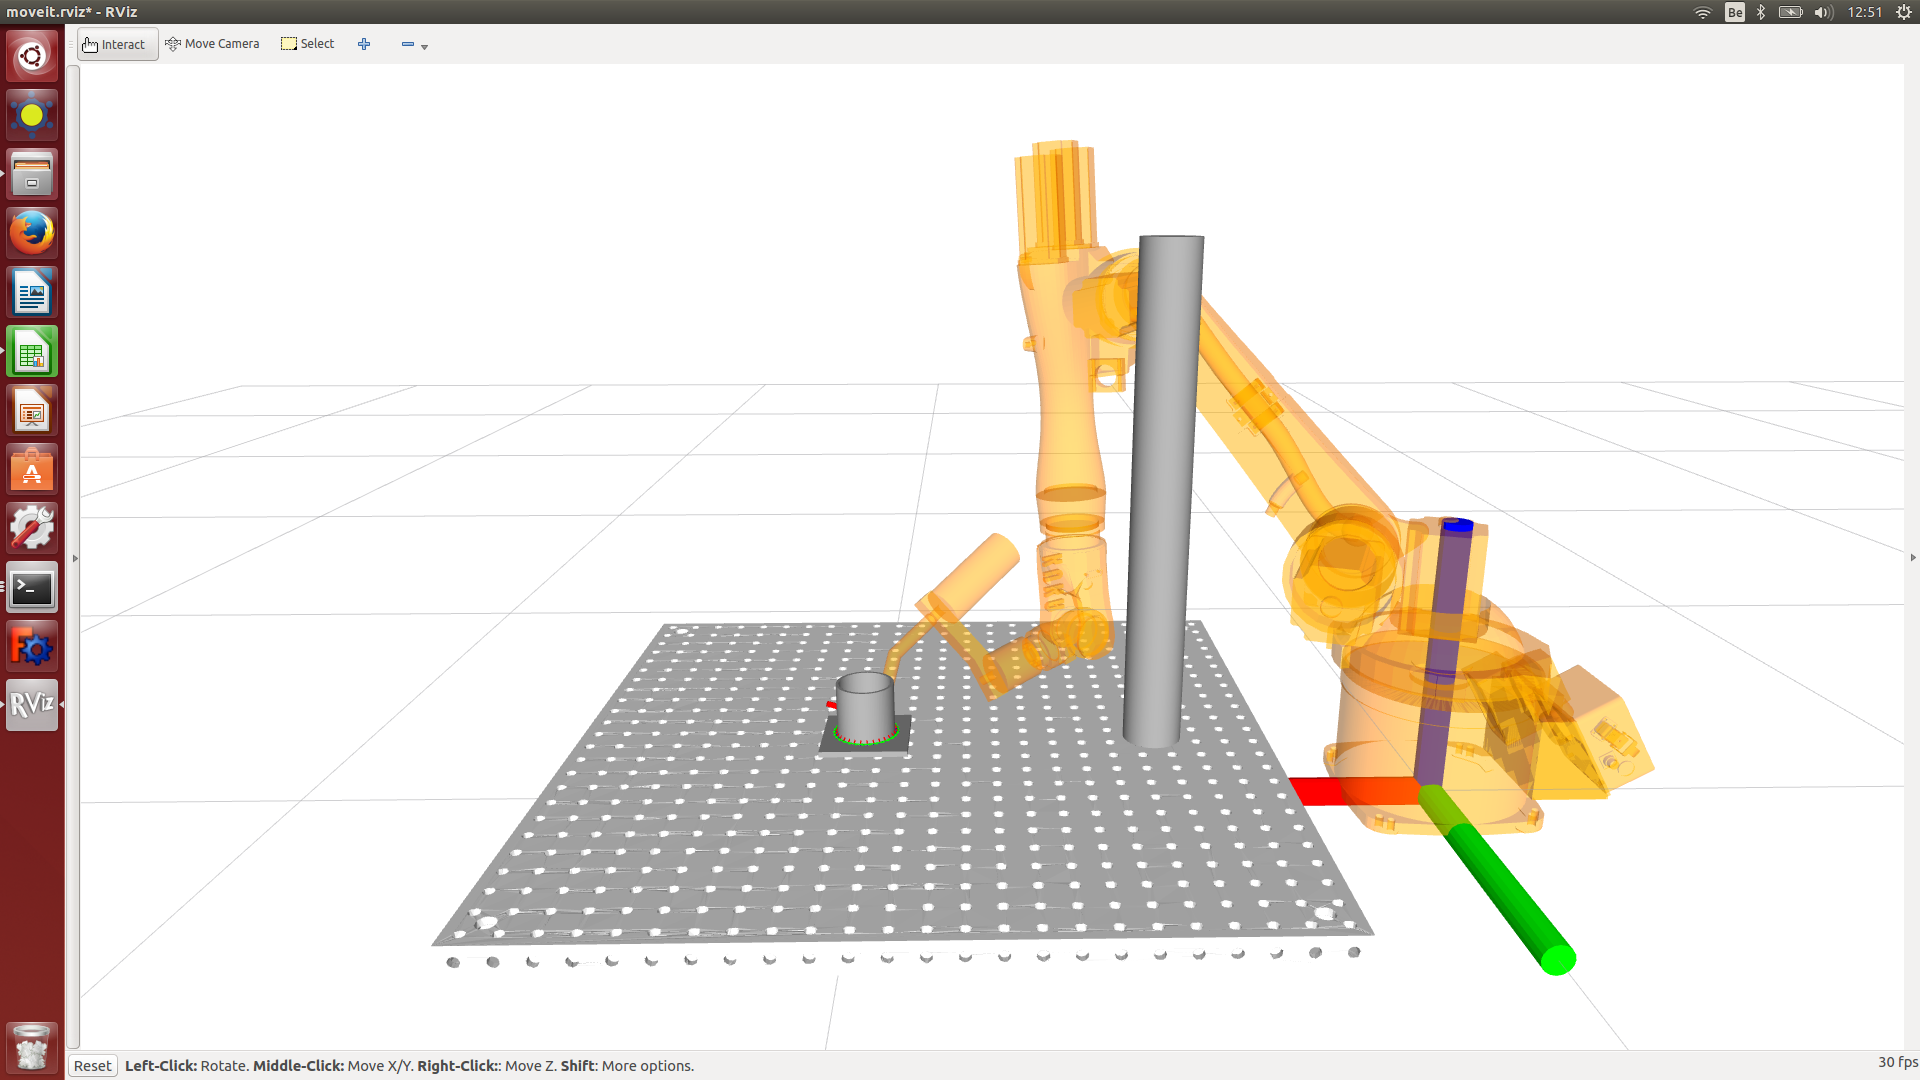 moveit.rviz* - RViz
Be
12:51
Interact
Move Camera
Select
A
>_
F
RViz
Reset
Left-Click: Rotate. Middle-Click: Move X/Y. Right-Click:: Move Z. Shift: More options.
30 fps